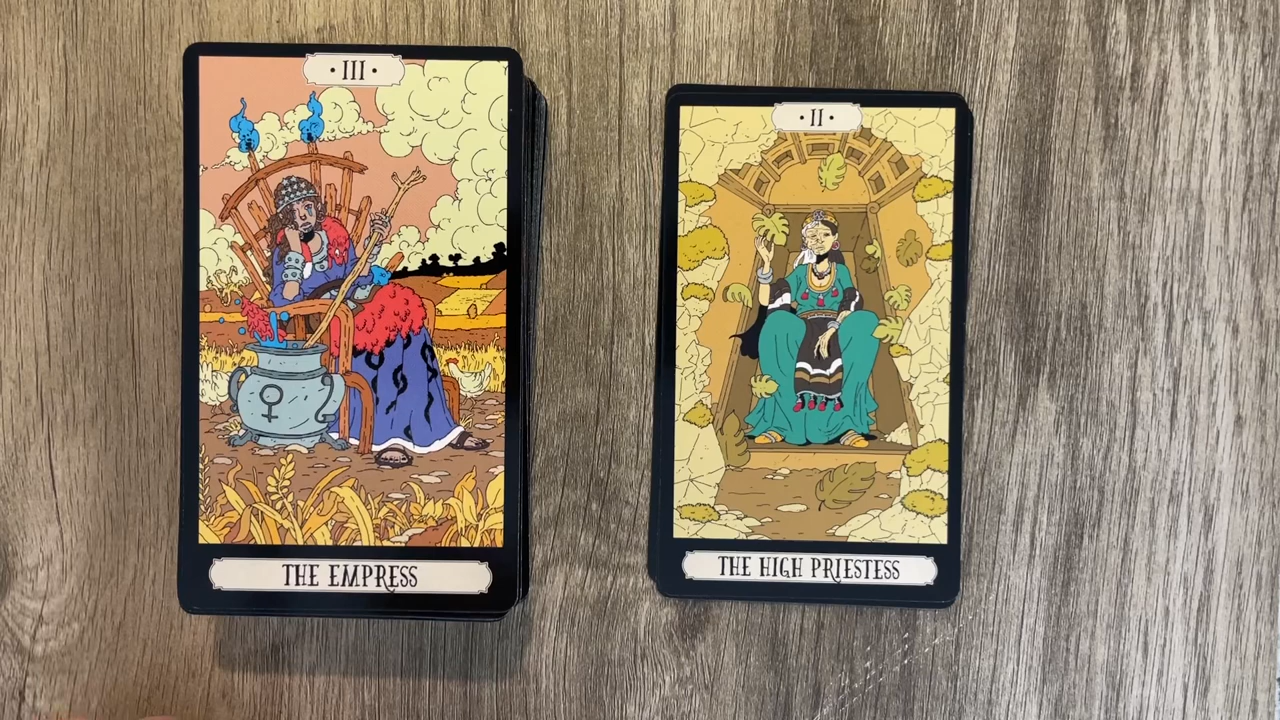 · III ·
THE EMPRESS
· II ·
THE HIGH PRIESTESS